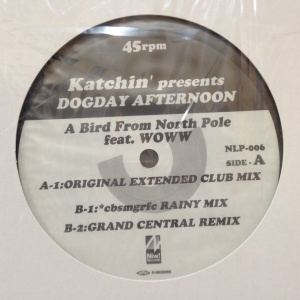 45rpm
Katchin' presents
DOGDAY AFTERNOON
A Bird From North Pole
feat. WOWW
NLP-006
SIDE-A
A-1:ORIGINAL EXTENDED CLUB MIX
B-1:*cbsmgrfc RAINY MIX
B-2:GRAND CENTRAL REMIX